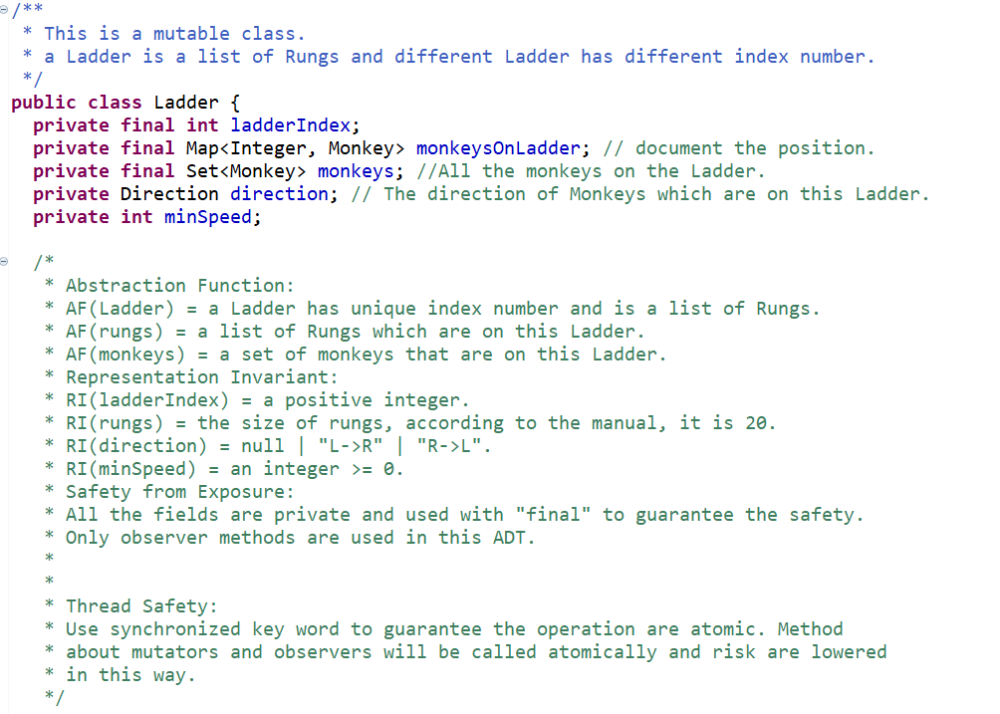 /**
 * This is a mutable class.
 * a Ladder is a list of Rungs and different Ladder has different index number.
 */
public class Ladder {
  private final int ladderIndex;
  private final Map<Integer, Monkey> monkeysOnLadder; // document the position.
  private final Set<Monkey> monkeys; //All the monkeys on the Ladder.
  private Direction direction; // The direction of Monkeys which are on this Ladder.
  private int minSpeed;
  /*
   * Abstraction Function:
   * AF(Ladder) = a Ladder has unique index number and is a list of Rungs.
   * AF(rungs) = a list of Rungs which are on this Ladder.
   * AF(monkeys) = a set of monkeys that are on this Ladder.
   * Representation Invariant:
   * RI(ladderIndex) = a positive integer.
   * RI(rungs) = the size of rungs, according to the manual, it is 20.
   * RI(direction) = null | "L->R" | "R->L".
   * RI(minSpeed) = an integer >= 0.
   * Safety from Exposure:
   * All the fields are private and used with "final" to guarantee the safety.
   * Only observer methods are used in this ADT.
   *
   *
   * Thread Safety:
   * Use synchronized key word to guarantee the operation are atomic. Method
   * about mutators and observers will be called atomically and risk are lowered
   * in this way.
   */